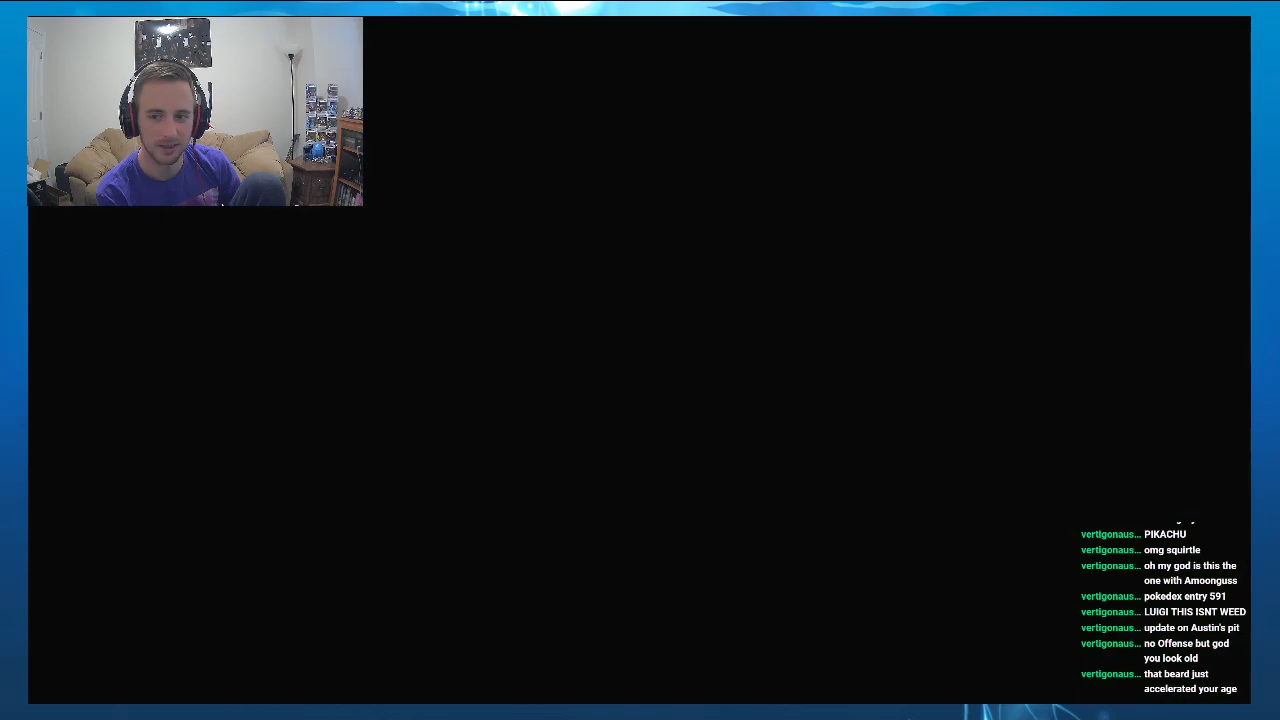 vertigonaus... PIKACHU
vertigonaus... omg squirtle
vertigonaus... oh my god is this the
one with Amoonguss
vertigonaus... pokedex entry 591
vertigonaus... LUIGI THIS ISNT WEED
vertigonaus... update on Austin's pit
vertigonaus... no Offense but god
you look old
vertigonaus... that beard just
accelerated your age